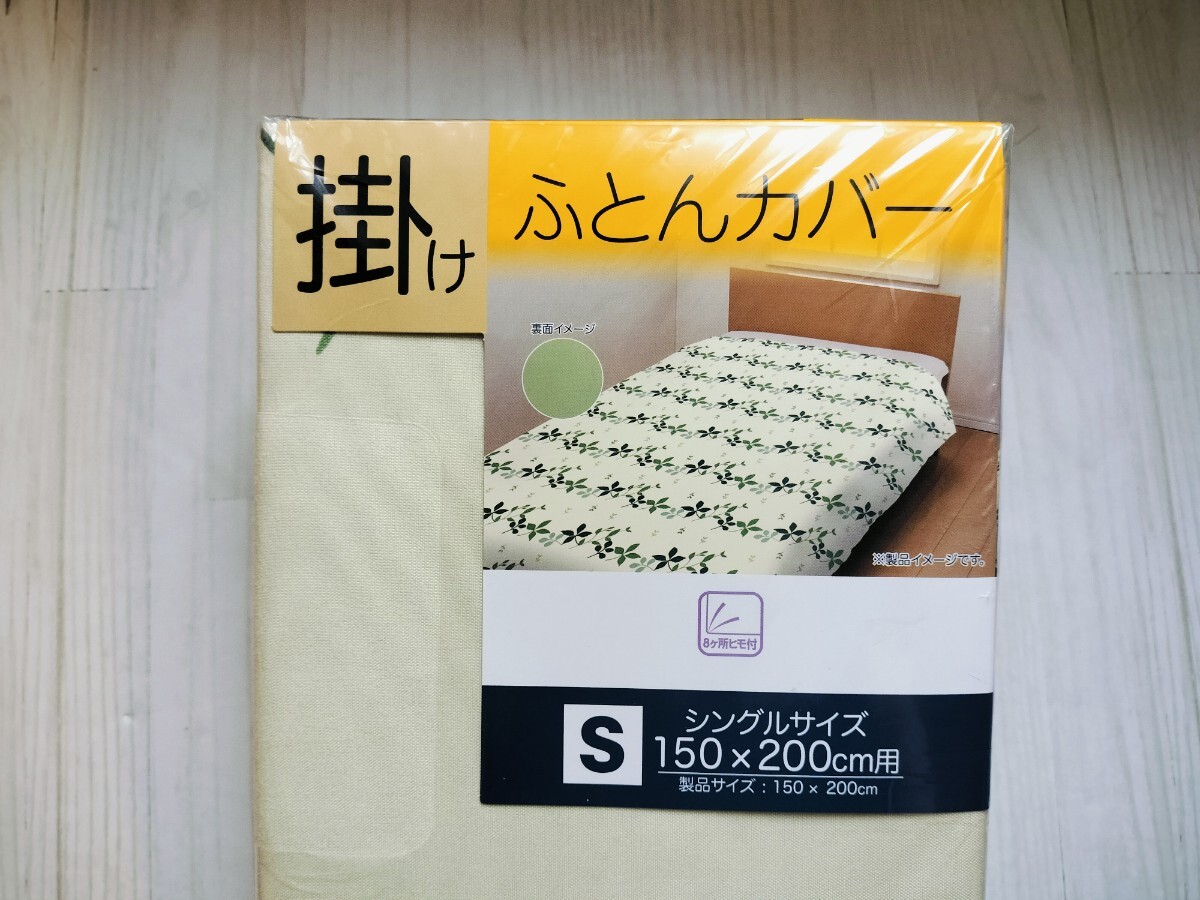 掛け
ふとんカバー
裏面イメージ
※製品イメージです。
8ヶ所ヒモ付
S
シングルサイズ
150×200cm用
製品サイズ：150 × 200cm